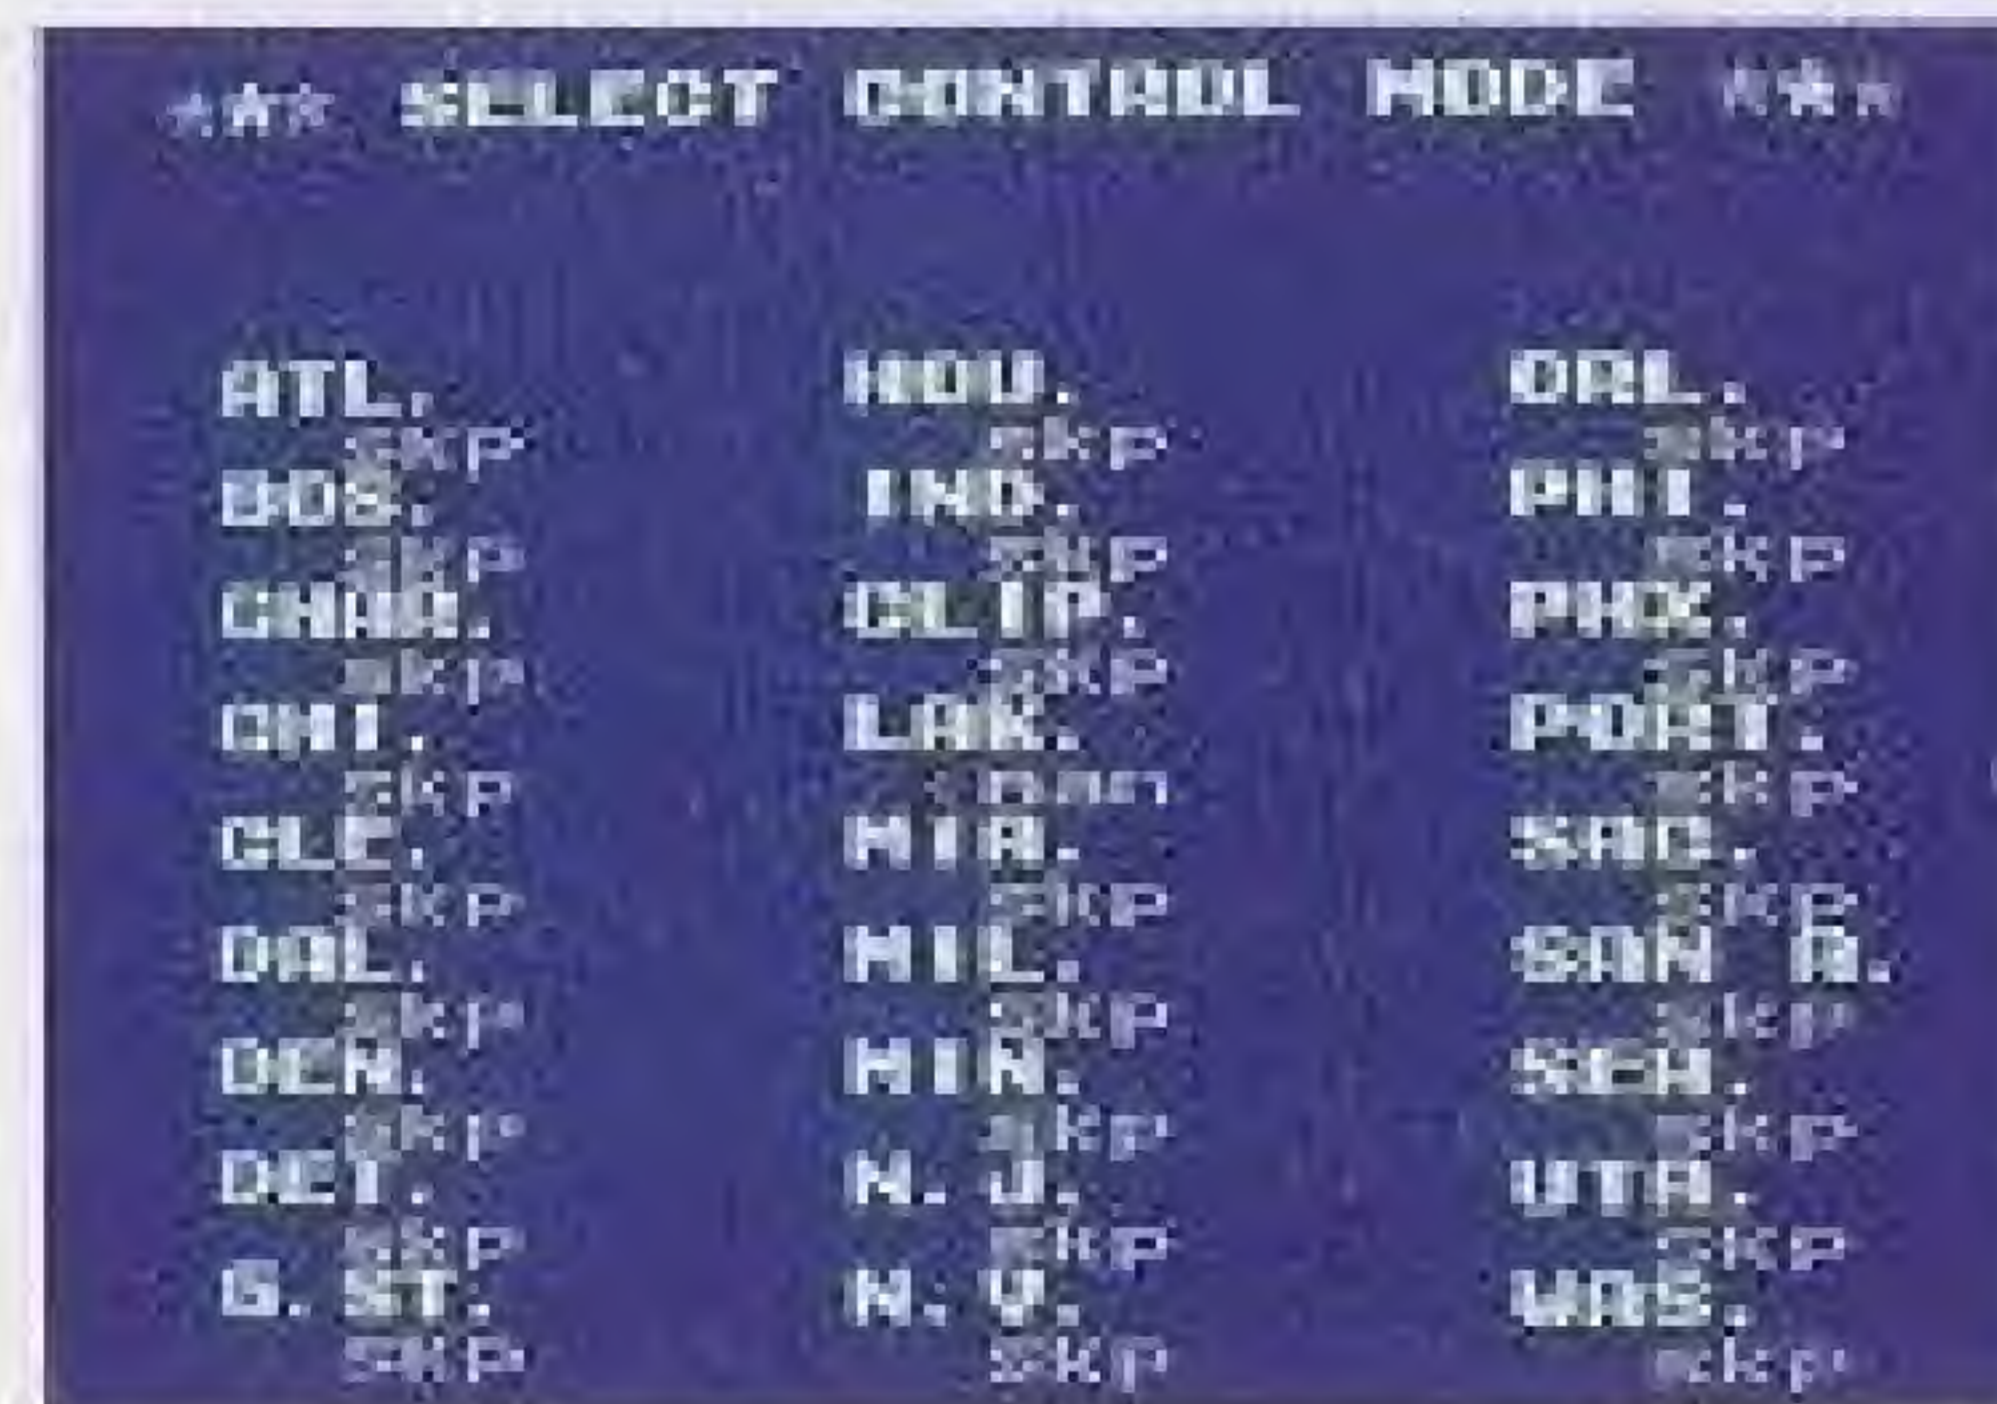 *** SELECT CONTROL MODE ***
ATL. HOU. ORL.
skp skp skp
BOS. IND. PHI.
skp skp skp
CHAR. CLIP. PHX.
skp skp skp
CHI. LAK. PORT.
skp man skp
CLE. MIA. SAC.
skp skp skp
DAL. MIL. SAN A.
skp skp skp
DEN. MIN. SEA.
skp skp skp
DET. N. J. UTA.
skp skp skp
G. ST. N. Y. WAS.
skp skp skp